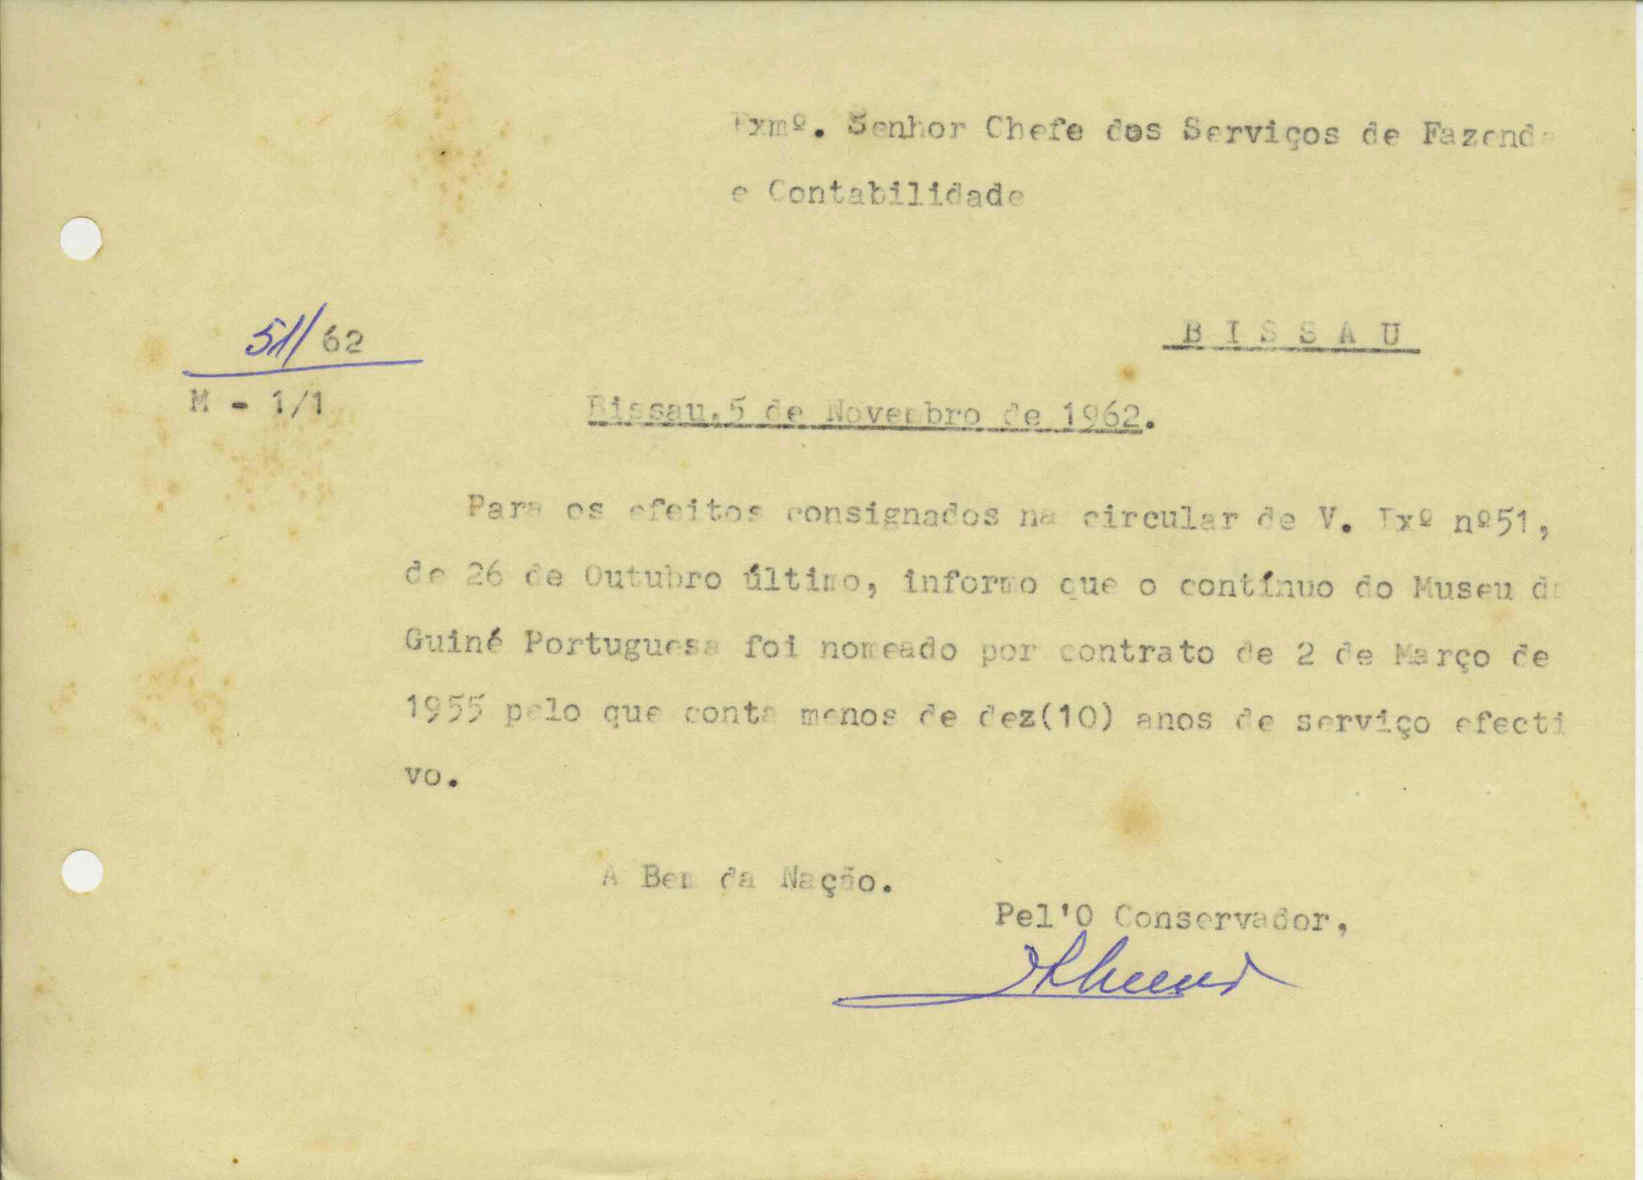 Exmº. Senhor Chefe dos Serviços de Fazenda
e Contabilidade
51/62
B I S S A U
M - 1/1
Bissau,5 de Novembro de 1962.
Para os efeitos consignados na circular de V. Exº nº51,
de 26 de Outubro último, informo que o contínuo do Museu da
Guiné Portuguesa foi nomeado por contrato de 2 de Março de
1955 pelo que conta menos de dez(10) anos de serviço efecti
vo.
A Bem da Nação.
Pel'O Conservador,